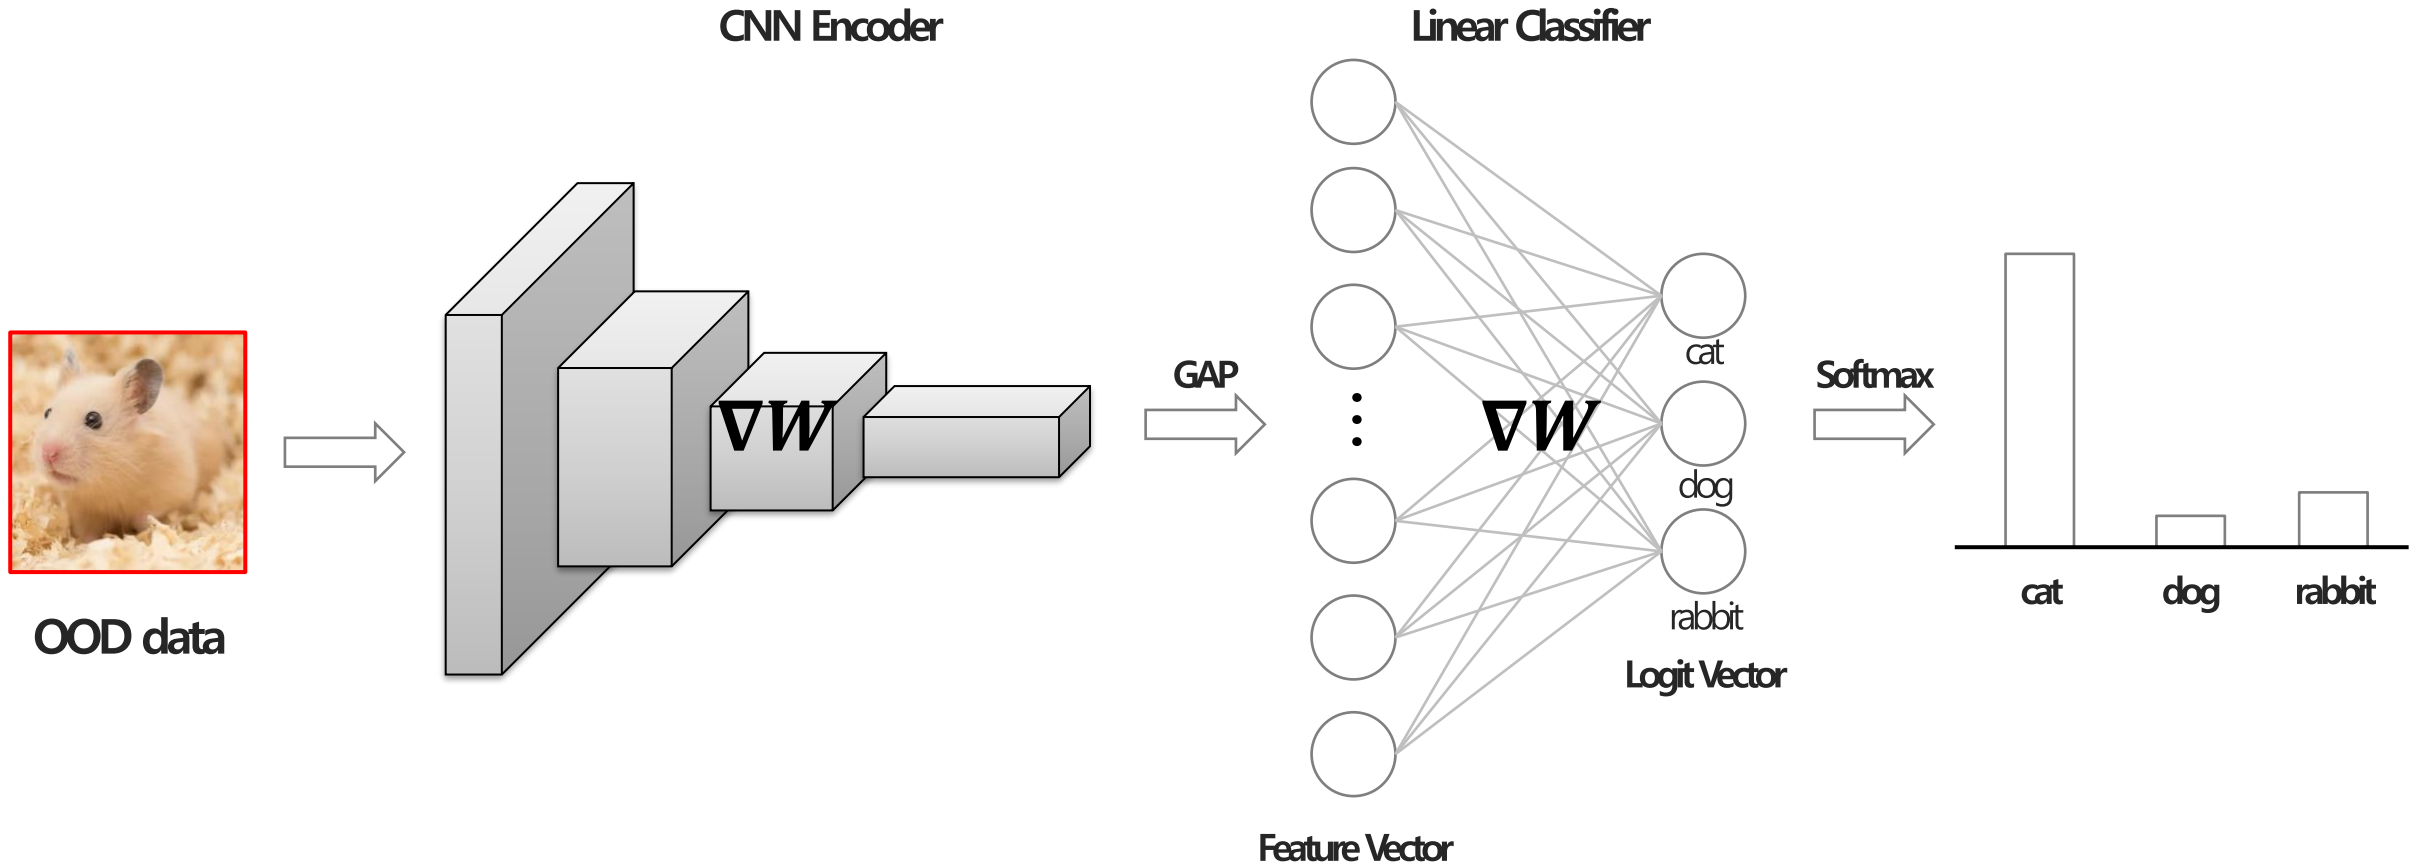 CNN Encoder
Linear Classifier
OOD data
∇W
GAP
∇W
cat
dog
rabbit
Logit Vector
Feature Vector
Softmax
cat dog rabbit